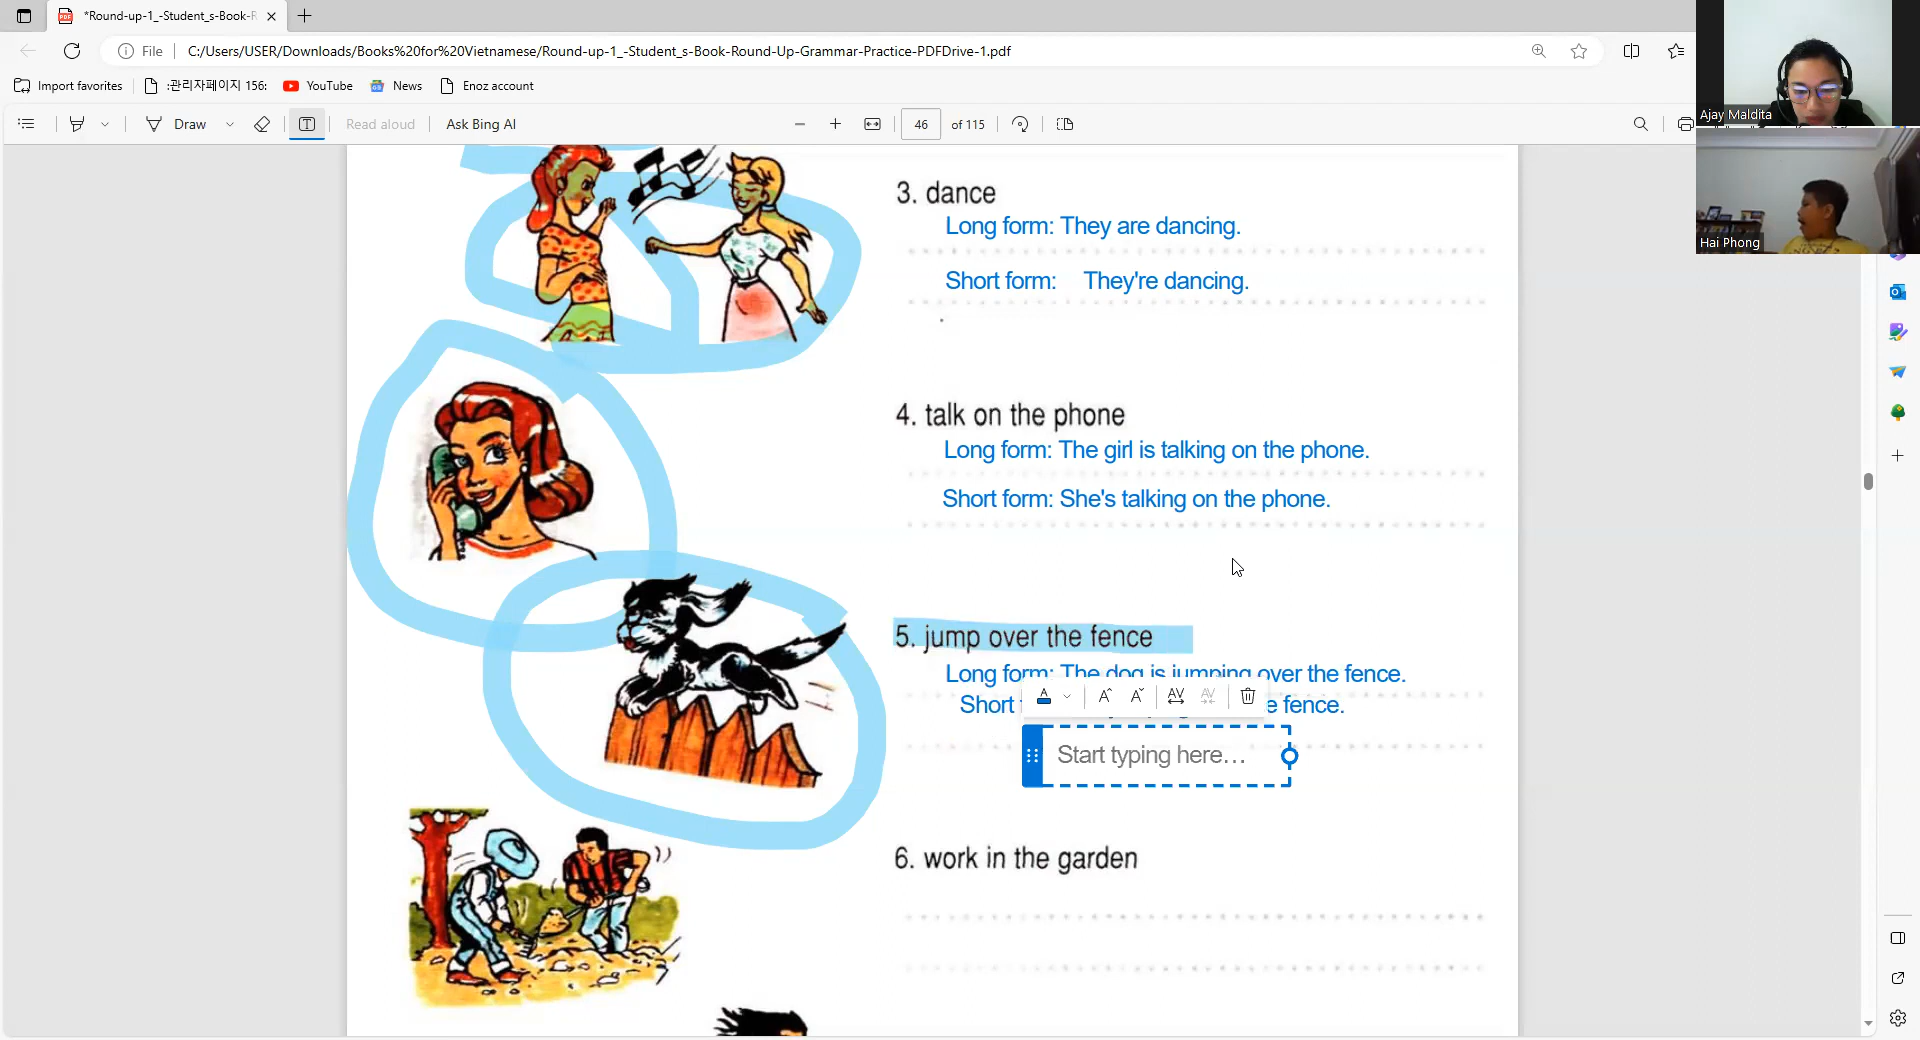 *Round-up-1_-Student_s-Book-R
File
C:/Users/USER/Downloads/Books%20for%20Vietnamese/Round-up-1_-Student_s-Book-Round-Up-Grammar-Practice-PDFDrive-1.pdf
Import favorites
:관리자페이지 156:
YouTube
News
Enoz account
Draw
Read aloud
Ask Bing AI
46
of 115
Ajay Maldita
Hai Phong
3. dance
Long form: They are dancing.
Short form: They're dancing.
4. talk on the phone
Long form: The girl is talking on the phone.
Short form: She's talking on the phone.
5. jump over the fence
Long form: The dog is jumping over the fence.
Short
e fence.
Start typing here...
6. work in the garden